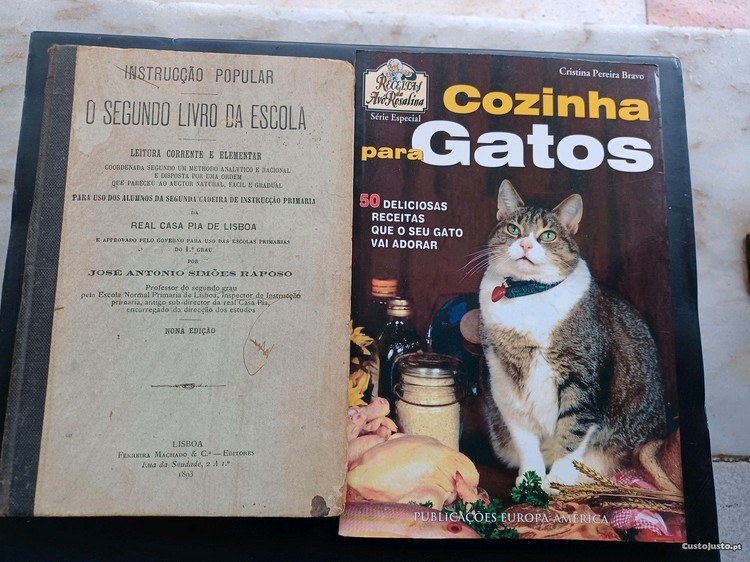 INSTRUCÇÃO POPULAR
O SEGUNDO LIVRO DA ESCOLA
LEITURA CORRENTE E ELEMENTAR
COORDENADA SEGUNDO UM METHODO ANALYTICO E RACIONAL
E DISPOSTA POR UMA ORDEM
QUE PARECEU AO AUCTOR NATURAL, FACIL E GRADUAL
PARA USO DOS ALUMNOS DA SEGUNDA CADEIRA DE INSTRUCÇÃO PRIMARIA
DA
REAL CASA PIA DE LISBOA
E APPROVADO PELO GOVERNO PARA USO DAS ESCOLAS PRIMARIAS
DO 1.º GRAU
POR
JOSÉ ANTONIO SIMÕES RAPOSO
Professor do segundo grau
pela Escola Normal Primaria de Lisboa, inspector de Instrucção
primaria, antigo sub-director da real Casa Pia,
encarregado da direcção dos estudos
NONA EDIÇÃO
LISBOA
FERREIRA MACHADO & C.ª — EDITORES
Rua da Saudade, 2 A 1.º
1893
Cristina Pereira Bravo
RECEITAS
da
Avó Rosalina
Série Especial
Cozinha
para Gatos
50 DELICIOSAS
RECEITAS
QUE O SEU GATO
VAI ADORAR
PUBLICAÇÕES EUROPA-AMÉRICA
CustoJusto.pt